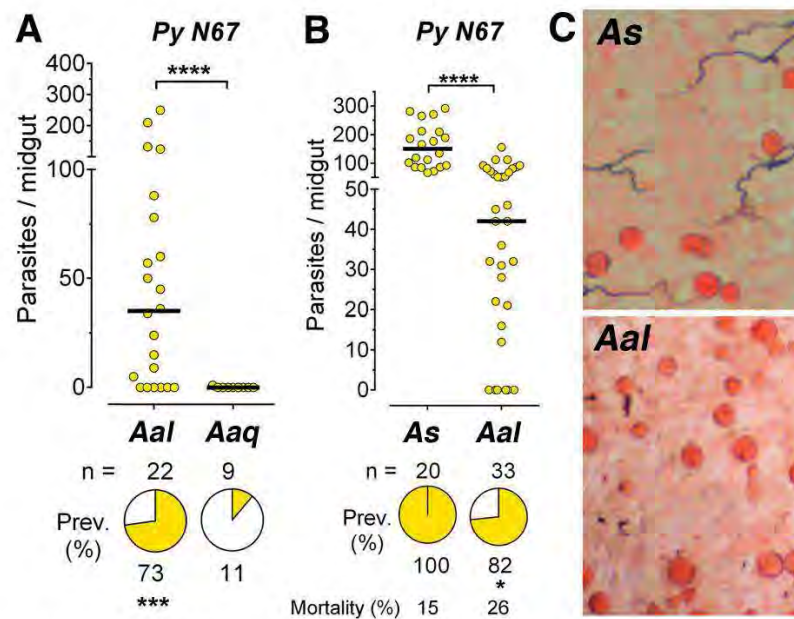 A
Py N67
****
400
300
200
100
50
0
Parasites / midgut
Aal Aaq
n = 22 9
Prev.
(%)
73 11
***
B
Py N67
****
300
200
100
40
30
20
10
0
Parasites / midgut
As Aal
n = 20 33
Prev.
(%)
100 82
*
Mortality (%) 15 26
C
As
Aal